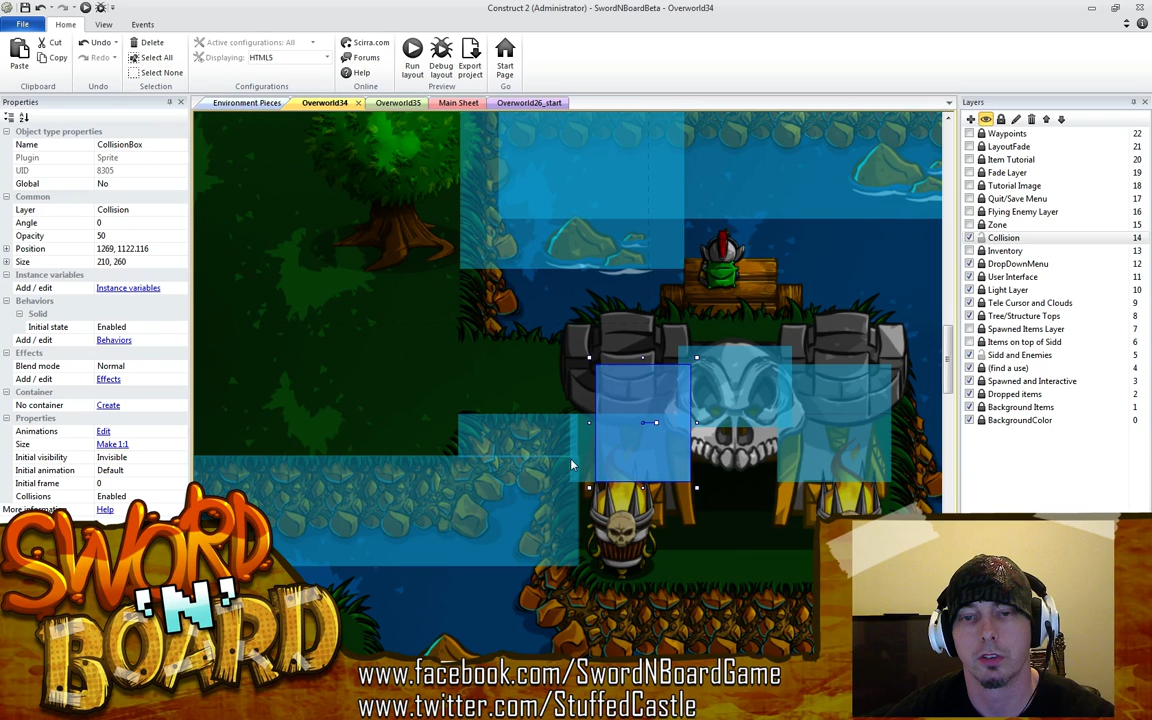 Construct 2 (Administrator) - SwordNBoardBeta - Overworld34
File Home View Events
Paste Cut Copy Undo Redo Delete Select All Select None Active configurations: All Displaying: HTML5 Scirra.com Forums Help Run layout Debug layout Export project Start Page
Clipboard Undo Selection Configurations Online Preview Go
Properties
Environment Pieces Overworld34 Overworld35 Main Sheet Overworld26_start
Object type properties
Name CollisionBox
Plugin Sprite
UID 8305
Global No
Common
Layer Collision
Angle 0
Opacity 50
Position 1269, 1122.116
Size 210, 260
Instance variables
Add / edit Instance variables
Behaviors
Solid
Initial state Enabled
Add / edit Behaviors
Effects
Blend mode Normal
Add / edit Effects
Container
No container Create
Properties
Animations Edit
Size Make 1:1
Initial visibility Invisible
Initial animation Default
Initial frame 0
Collisions Enabled
More information Help
Layers
Waypoints 22
LayoutFade 21
Item Tutorial 20
Fade Layer 19
Tutorial Image 18
Quit/Save Menu 17
Flying Enemy Layer 16
Zone 15
Collision 14
Inventory 13
DropDownMenu 12
User Interface 11
Light Layer 10
Tele Cursor and Clouds 9
Tree/Structure Tops 8
Spawned Items Layer 7
Items on top of Sidd 6
Sidd and Enemies 5
(find a use) 4
Spawned and Interactive 3
Dropped items 2
Background Items 1
BackgroundColor 0
SWORD
'N'
BOARD
www.facebook.com/SwordNBoardGame
www.twitter.com/StuffedCastle